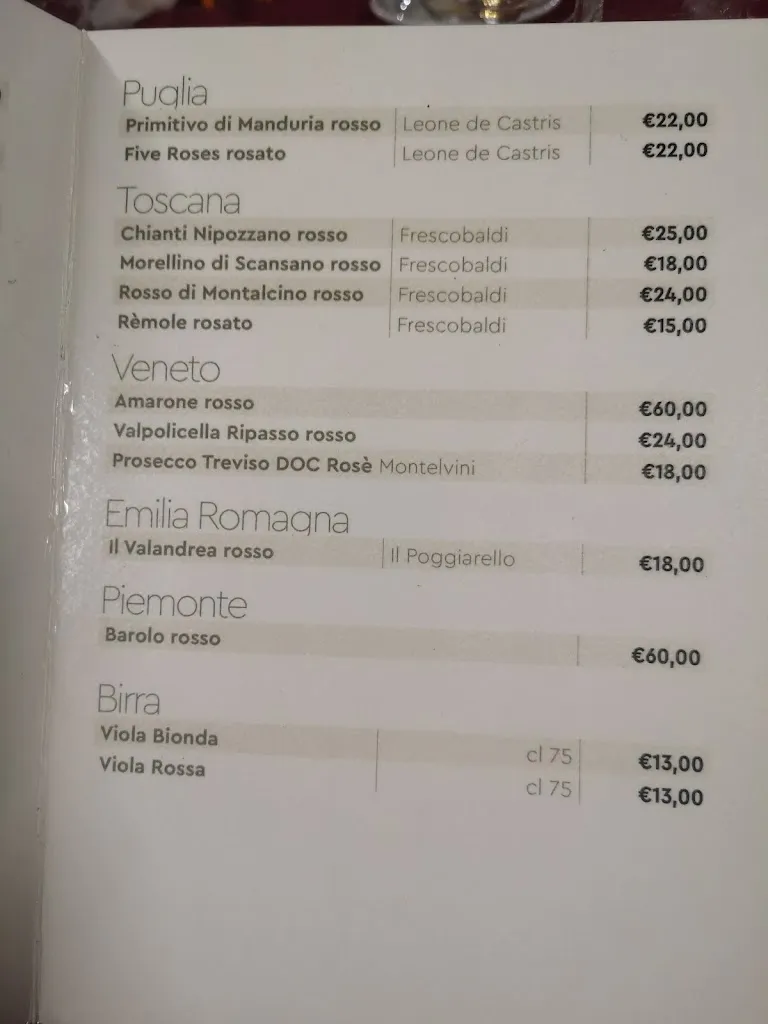 Puglia
Primitivo di Manduria rosso Leone de Castris €22,00
Five Roses rosato Leone de Castris €22,00
Toscana
Chianti Nipozzano rosso Frescobaldi €25,00
Morellino di Scansano rosso Frescobaldi €18,00
Rosso di Montalcino rosso Frescobaldi €24,00
Rèmole rosato Frescobaldi €15,00
Veneto
Amarone rosso €60,00
Valpolicella Ripasso rosso €24,00
Prosecco Treviso DOC Rosè Montelvini €18,00
Emilia Romagna
Il Valandrea rosso Il Poggiarello €18,00
Piemonte
Barolo rosso €60,00
Birra
Viola Bionda cl 75 €13,00
Viola Rossa cl 75 €13,00